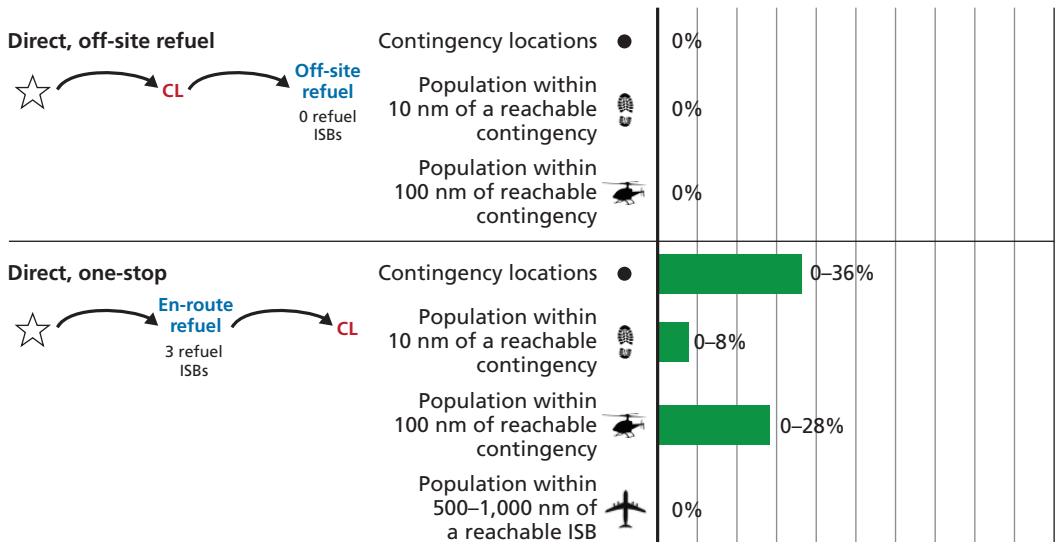 Direct, off-site refuel
CL
Off-site
refuel
0 refuel
ISBs
Contingency locations
0%
Population within
10 nm of a reachable
contingency
0%
Population within
100 nm of reachable
contingency
0%
Direct, one-stop
En-route
refuel
3 refuel
ISBs
CL
Contingency locations
0–36%
Population within
10 nm of a reachable
contingency
0–8%
Population within
100 nm of reachable
contingency
0–28%
Population within
500–1,000 nm of
a reachable ISB
0%